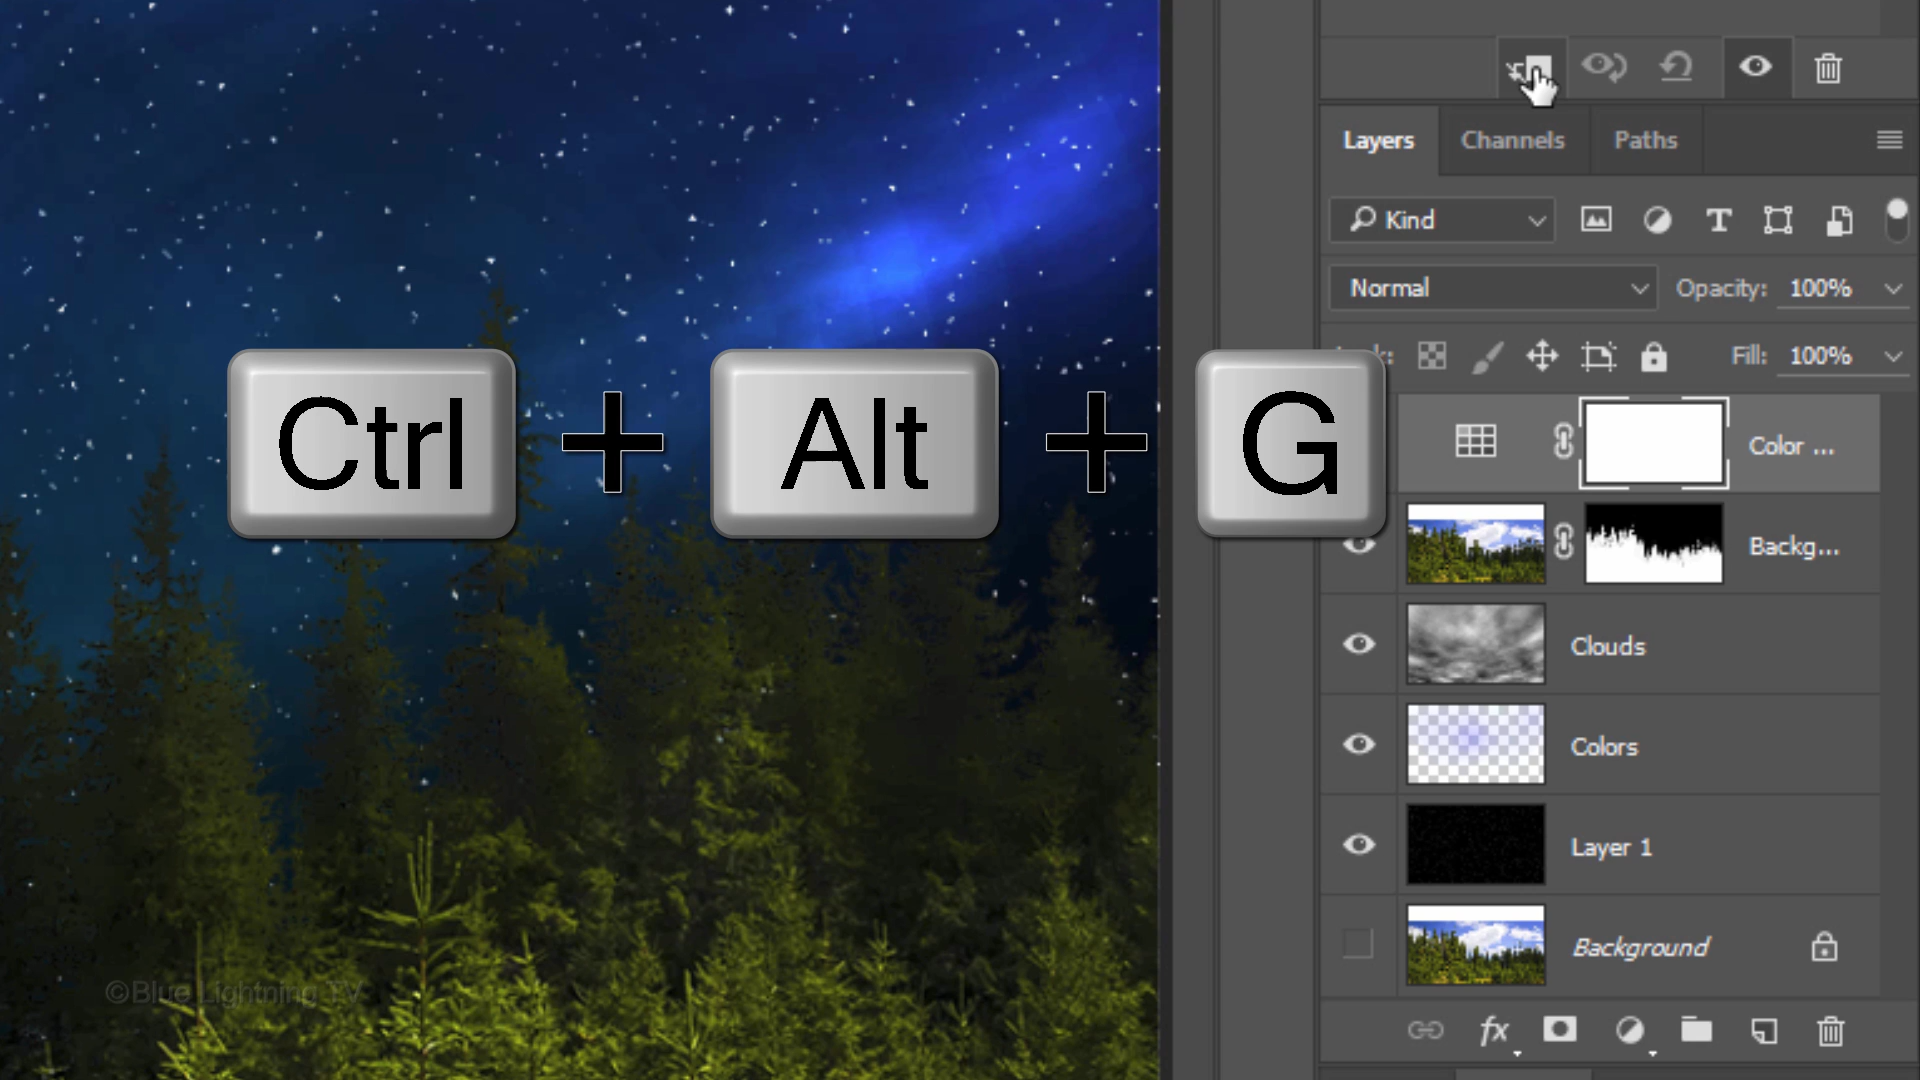 Layers Channels Paths
Kind
Normal Opacity: 100%
Fill: 100%
Ctrl + Alt + G
Color ...
Backg...
Clouds
Colors
Layer 1
Background
©Blue Lightning TV
fx